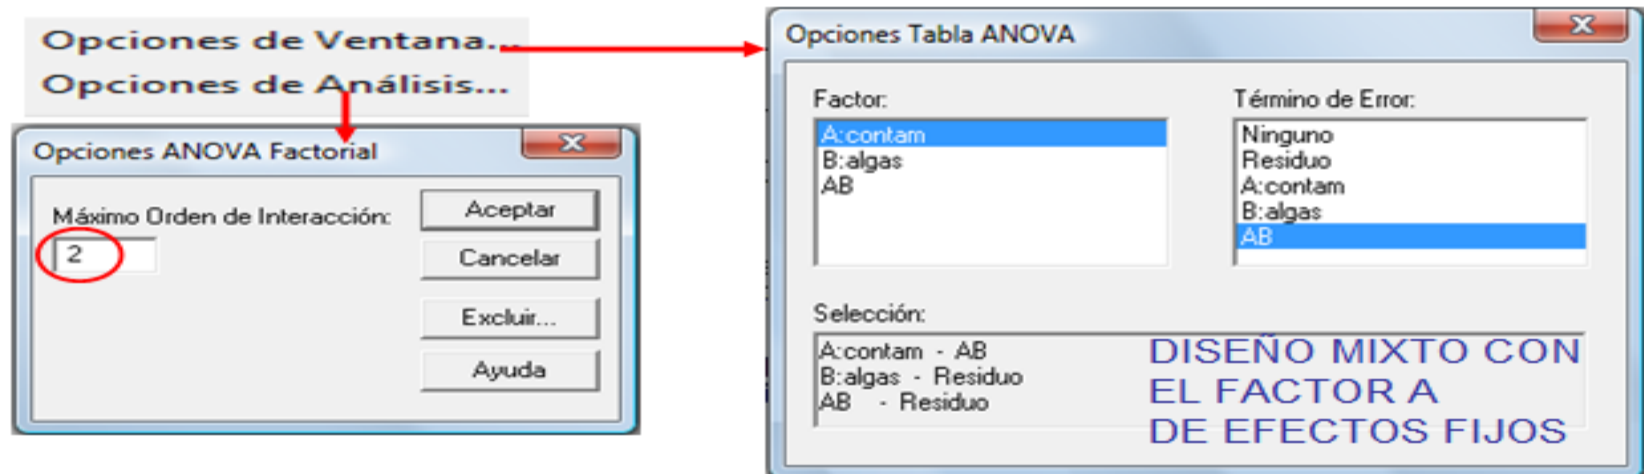 Opciones de Ventana...
Opciones de Análisis...
Opciones ANOVA Factorial
Máximo Orden de Interacción:
2
Aceptar
Cancelar
Excluir...
Ayuda
Opciones Tabla ANOVA
Factor:
A:contam
B:algas
AB
Término de Error:
Ninguno
Residuo
A:contam
B:algas
AB
Selección:
A:contam - AB
B:algas - Residuo
AB - Residuo
DISEÑO MIXTO CON
EL FACTOR A
DE EFECTOS FIJOS